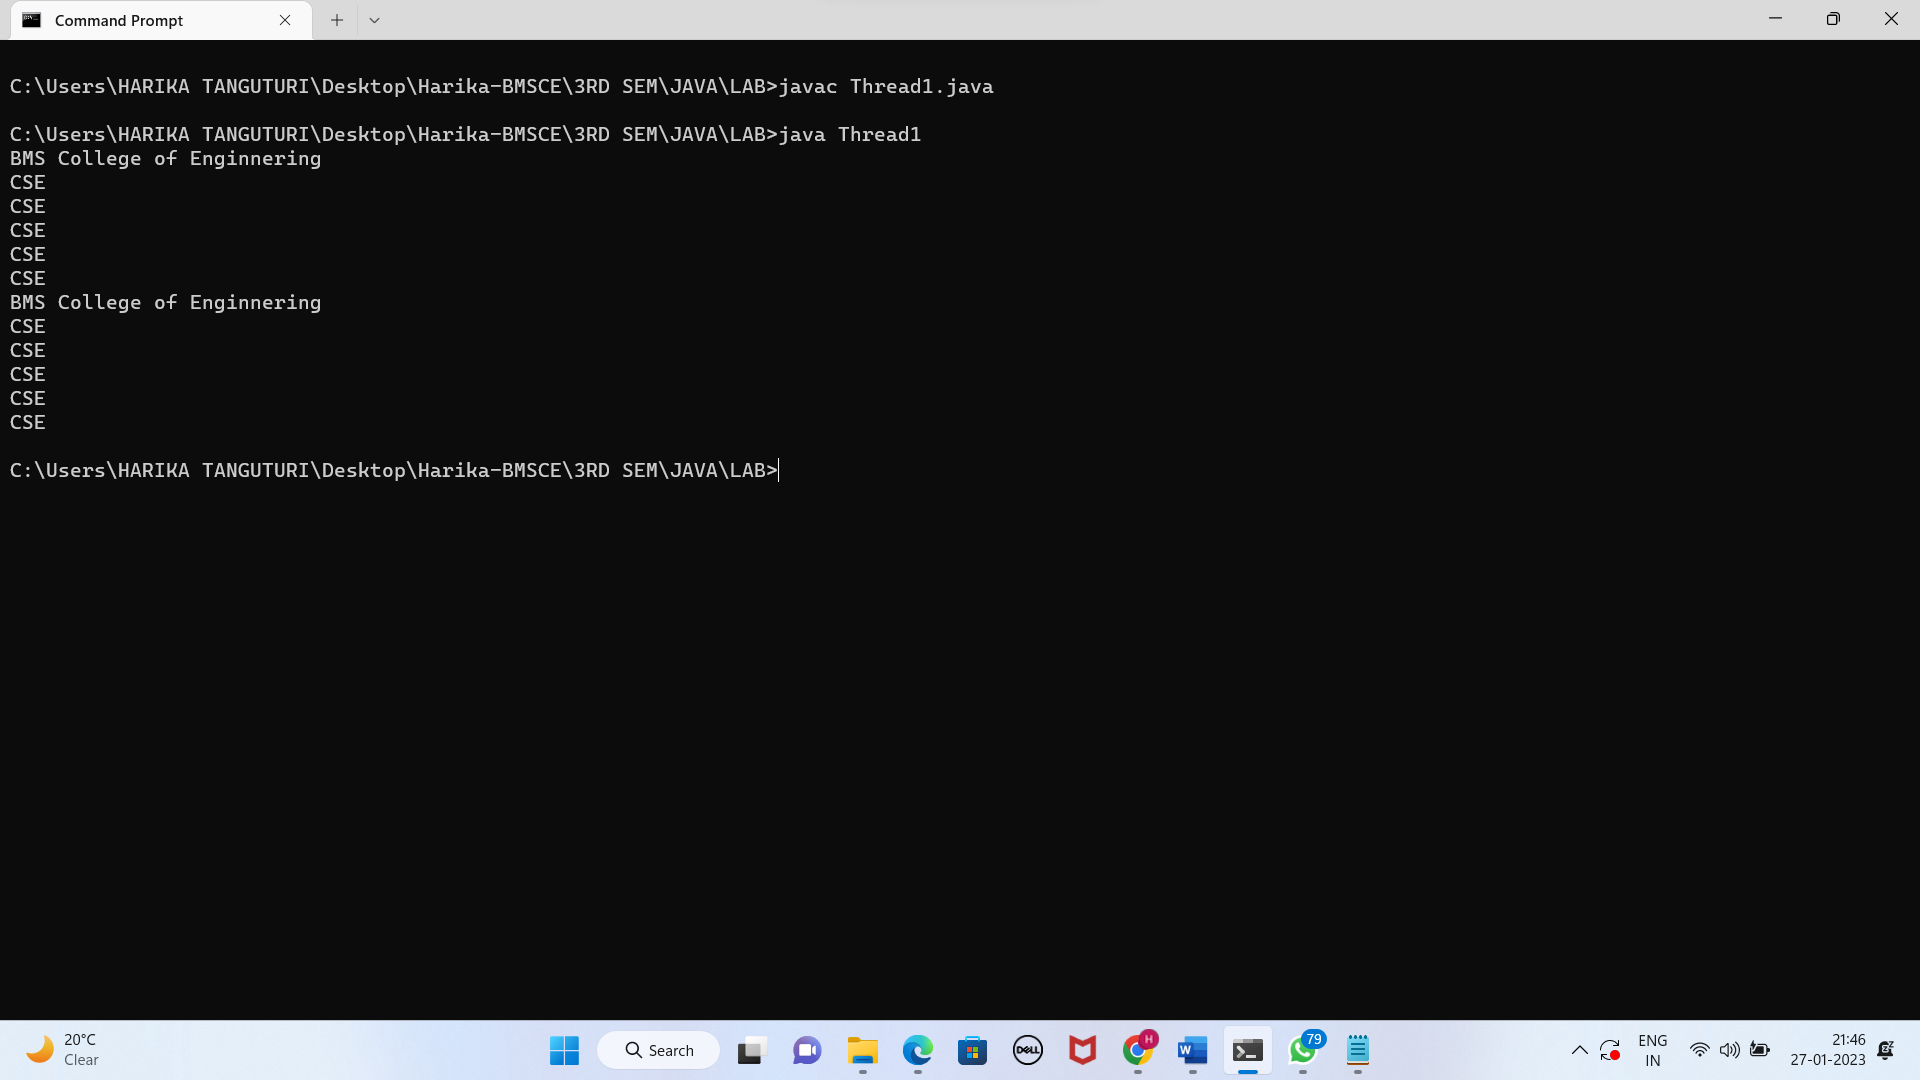 Command Prompt
C:\Users\HARIKA TANGUTURI\Desktop\Harika-BMSCE\3RD SEM\JAVA\LAB>javac Thread1.java
C:\Users\HARIKA TANGUTURI\Desktop\Harika-BMSCE\3RD SEM\JAVA\LAB>java Thread1
BMS College of Enginnering
CSE
CSE
CSE
CSE
CSE
BMS College of Enginnering
CSE
CSE
CSE
CSE
CSE
C:\Users\HARIKA TANGUTURI\Desktop\Harika-BMSCE\3RD SEM\JAVA\LAB>
20°C
Clear
Search
DELL
H
W
79
ENG
IN
21:46
27-01-2023